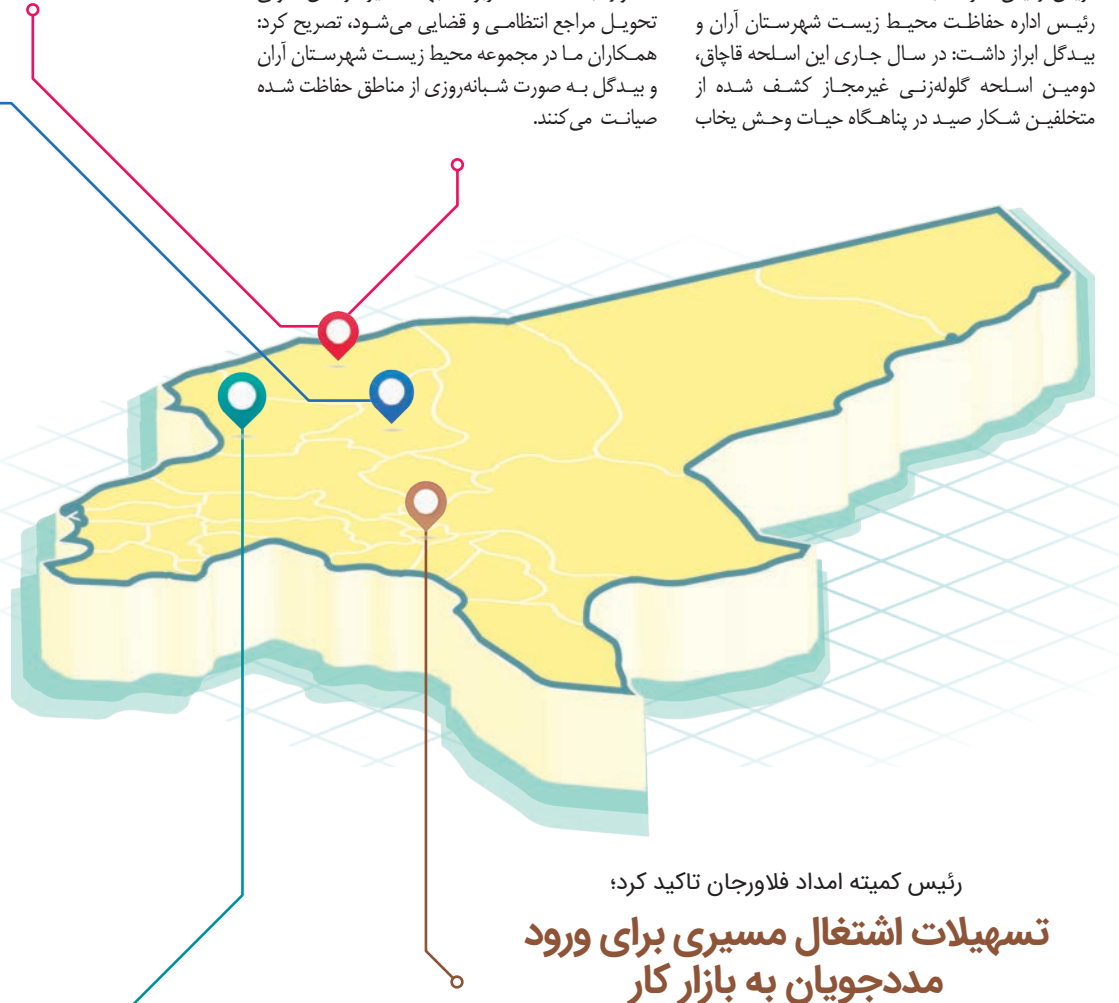 رئیس اداره حفاظت محیط زیست شهرستان آران و
بیدگل ابراز داشت: در سال جاری این اسلحه قاچاق،
دومین اسلحه گلوله‌زنی غیرمجاز کشف شده از
متخلفین شکار صید در پناهگاه حیات وحش یخاب
تحویل مراجع انتظامی و قضایی می‌شود، تصریح کرد:
همکاران ما در مجموعه محیط زیست شهرستان آران
و بیدگل به صورت شبانه‌روزی از مناطق حفاظت شده
صیانت می‌کنند.
رئیس کمیته امداد فلاورجان تاکید کرد؛
تسهیلات اشتغال مسیری برای ورود
مددجویان به بازار کار